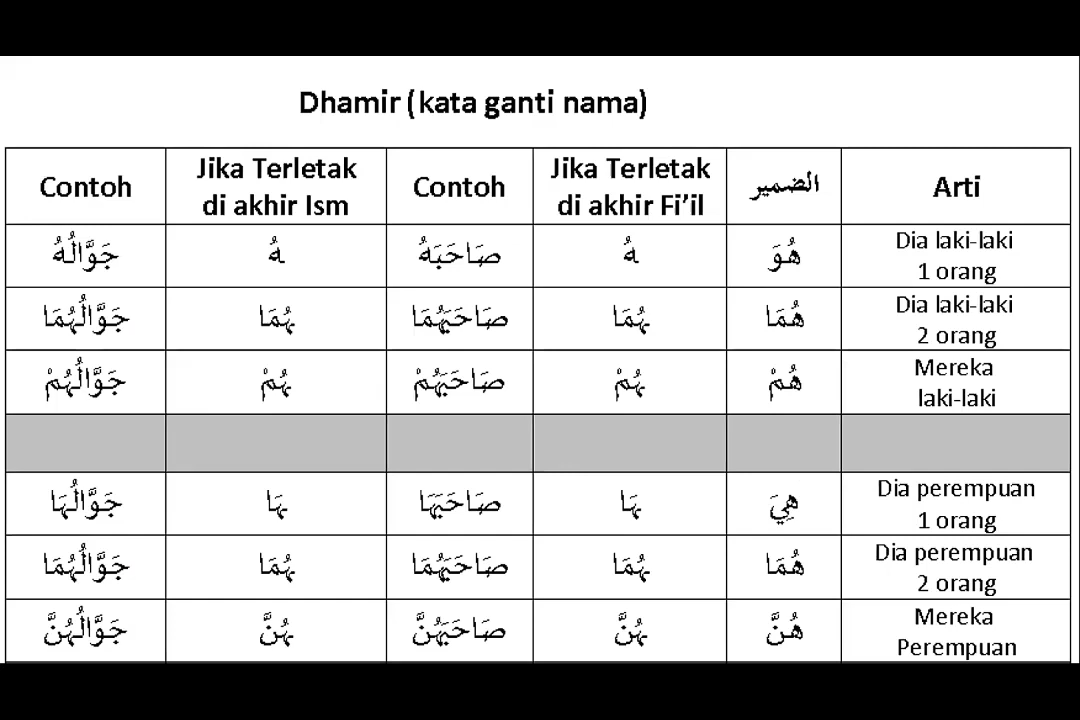 Dhamir (kata ganti nama)
Contoh
Jika Terletak
di akhir Ism
Contoh
Jika Terletak
di akhir Fi’il
الضمير
Arti
جَوَّالُهُ
هُ
صَاحَبَهُ
هُ
هُوَ
Dia laki-laki
1 orang
جَوَّالُهُمَا
هُمَا
صَاحَبَهُمَا
هُمَا
هُمَا
Dia laki-laki
2 orang
جَوَّالُهُمْ
هُمْ
صَاحَبَهُمْ
هُمْ
هُمْ
Mereka
laki-laki
جَوَّالُهَا
هَا
صَاحَبَهَا
هَا
هِيَ
Dia perempuan
1 orang
جَوَّالُهُمَا
هُمَا
صَاحَبَهُمَا
هُمَا
هُمَا
Dia perempuan
2 orang
جَوَّالُهُنَّ
هُنَّ
صَاحَبَهُنَّ
هُنَّ
هُنَّ
Mereka
Perempuan